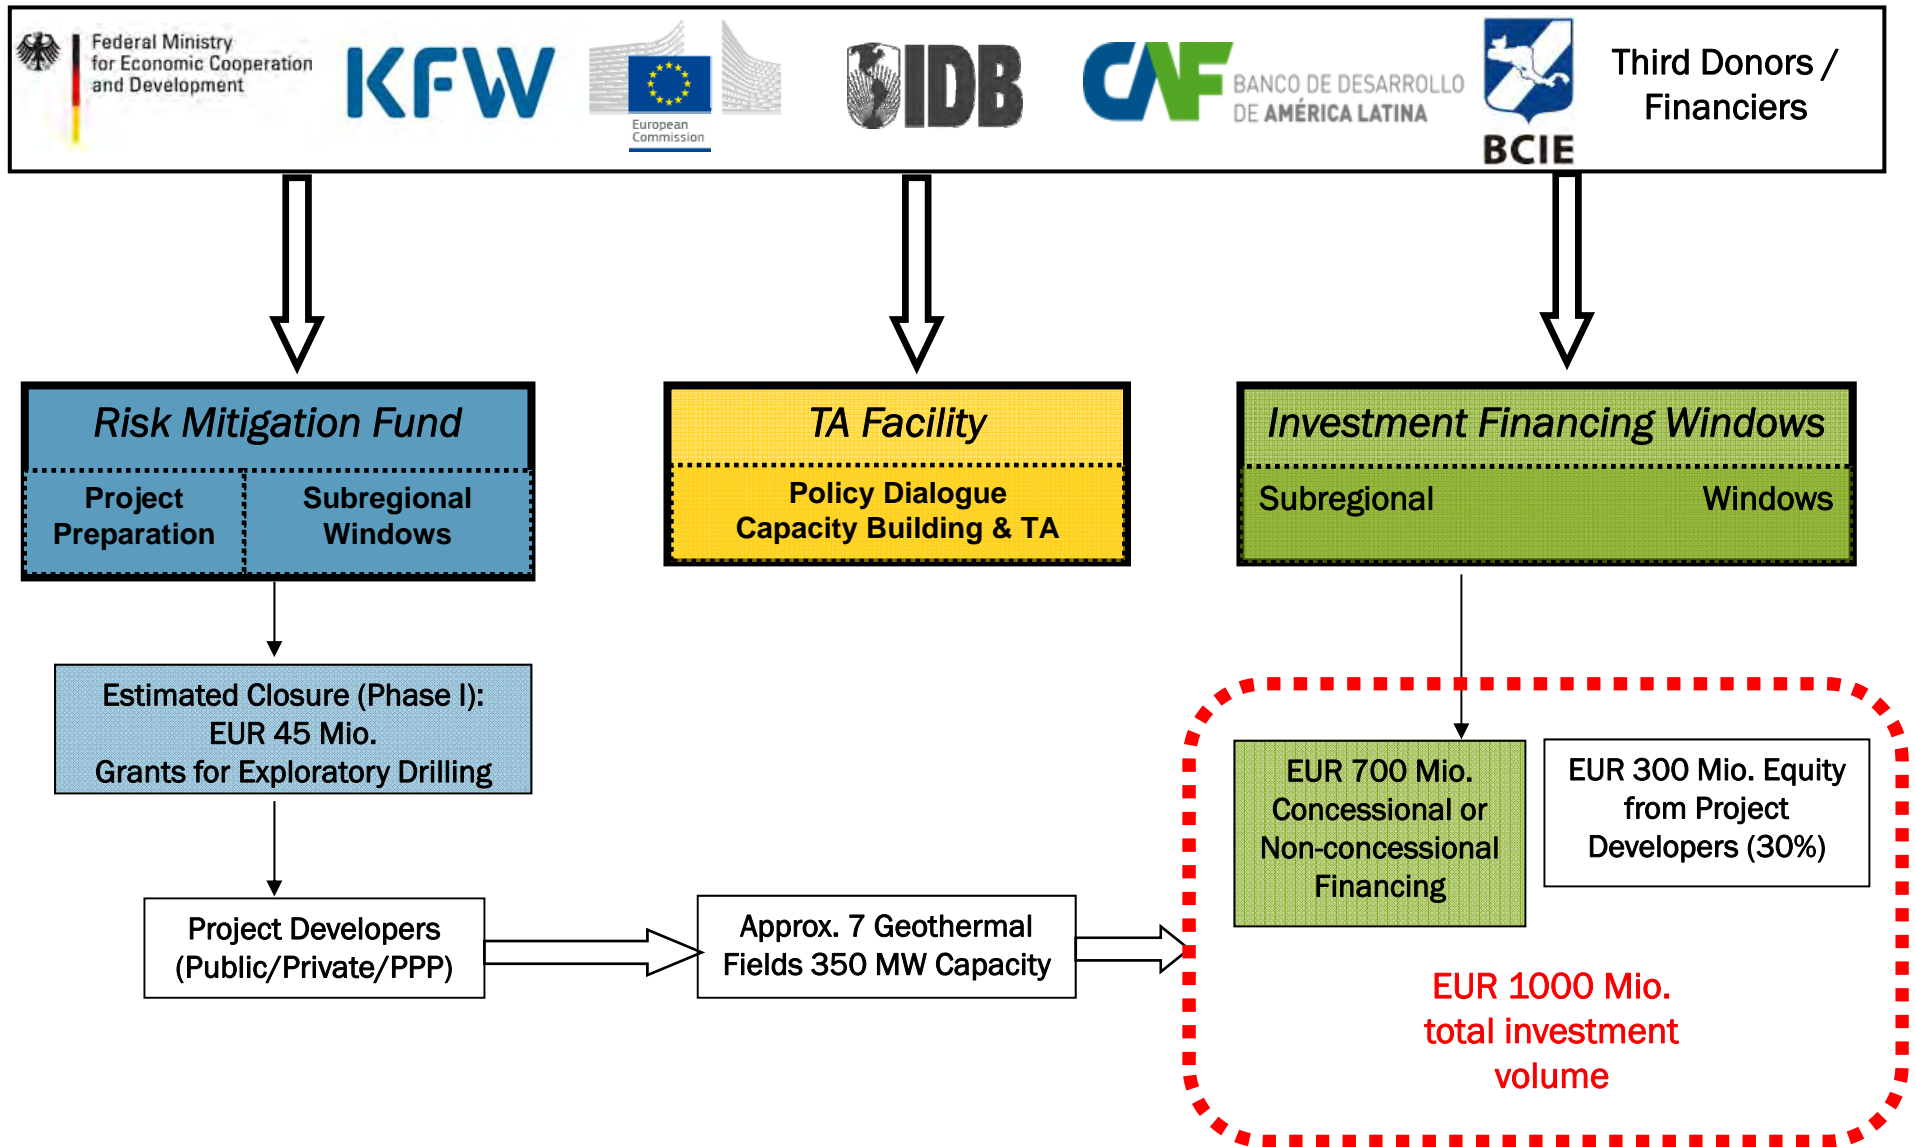 Federal Ministry
for Economic Cooperation
and Development
KFW
European
Commission
IDB
CAF
BANCO DE DESARROLLO
DE AMÉRICA LATINA
BCIE
Third Donors /
Financiers
Risk Mitigation Fund
Project
Preparation
Subregional
Windows
TA Facility
Policy Dialogue
Capacity Building & TA
Investment Financing Windows
Subregional Windows
Estimated Closure (Phase I):
EUR 45 Mio.
Grants for Exploratory Drilling
EUR 700 Mio.
Concessional or
Non-concessional
Financing
EUR 300 Mio. Equity
from Project
Developers (30%)
Project Developers
(Public/Private/PPP)
Approx. 7 Geothermal
Fields 350 MW Capacity
EUR 1000 Mio.
total investment
volume